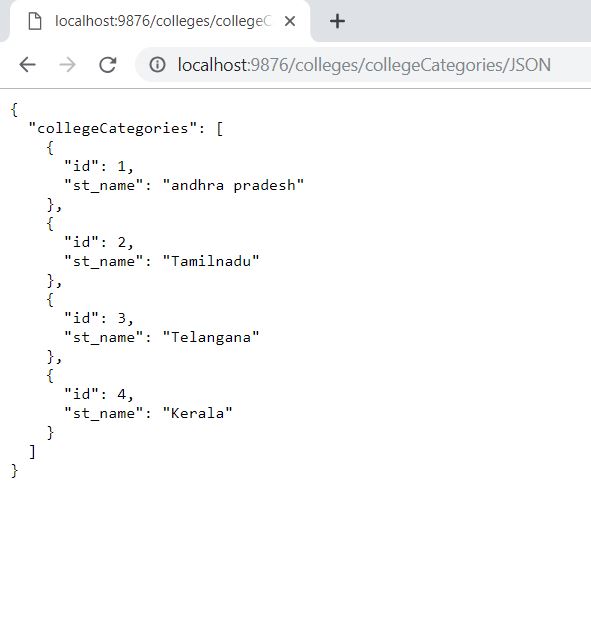 localhost:9876/colleges/collegeC
localhost:9876/colleges/collegeCategories/JSON
{
  "collegeCategories": [
    {
      "id": 1,
      "st_name": "andhra pradesh"
    },
    {
      "id": 2,
      "st_name": "Tamilnadu"
    },
    {
      "id": 3,
      "st_name": "Telangana"
    },
    {
      "id": 4,
      "st_name": "Kerala"
    }
  ]
}